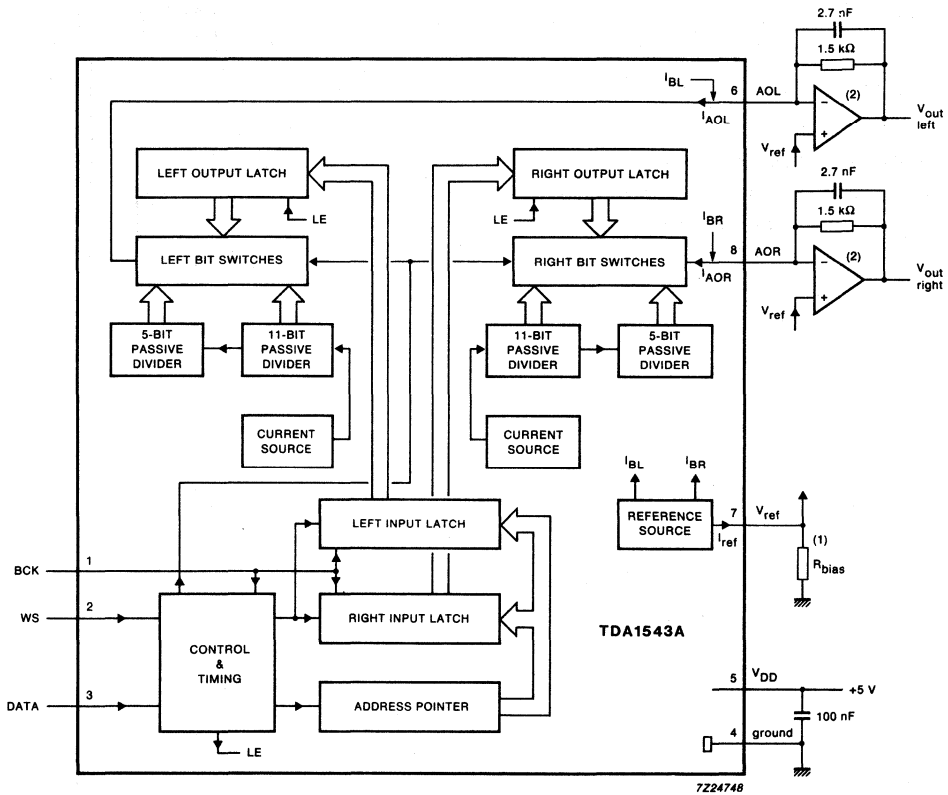 2.7 nF
1.5 kΩ
I_BL
6
AOL
I_AOL
(2)
−
+
V_out
left
V_ref
LEFT OUTPUT LATCH
RIGHT OUTPUT LATCH
LE
LE
2.7 nF
1.5 kΩ
I_BR
8
AOR
I_AOR
(2)
−
+
V_out
right
V_ref
LEFT BIT SWITCHES
RIGHT BIT SWITCHES
5-BIT
PASSIVE
DIVIDER
11-BIT
PASSIVE
DIVIDER
11-BIT
PASSIVE
DIVIDER
5-BIT
PASSIVE
DIVIDER
CURRENT
SOURCE
CURRENT
SOURCE
I_BL
I_BR
REFERENCE
SOURCE
7
V_ref
I_ref
(1)
R_bias
LEFT INPUT LATCH
BCK
1
WS
2
RIGHT INPUT LATCH
TDA1543A
CONTROL
&
TIMING
DATA
3
ADDRESS POINTER
LE
5
V_DD
+5 V
100 nF
4
ground
7Z24748